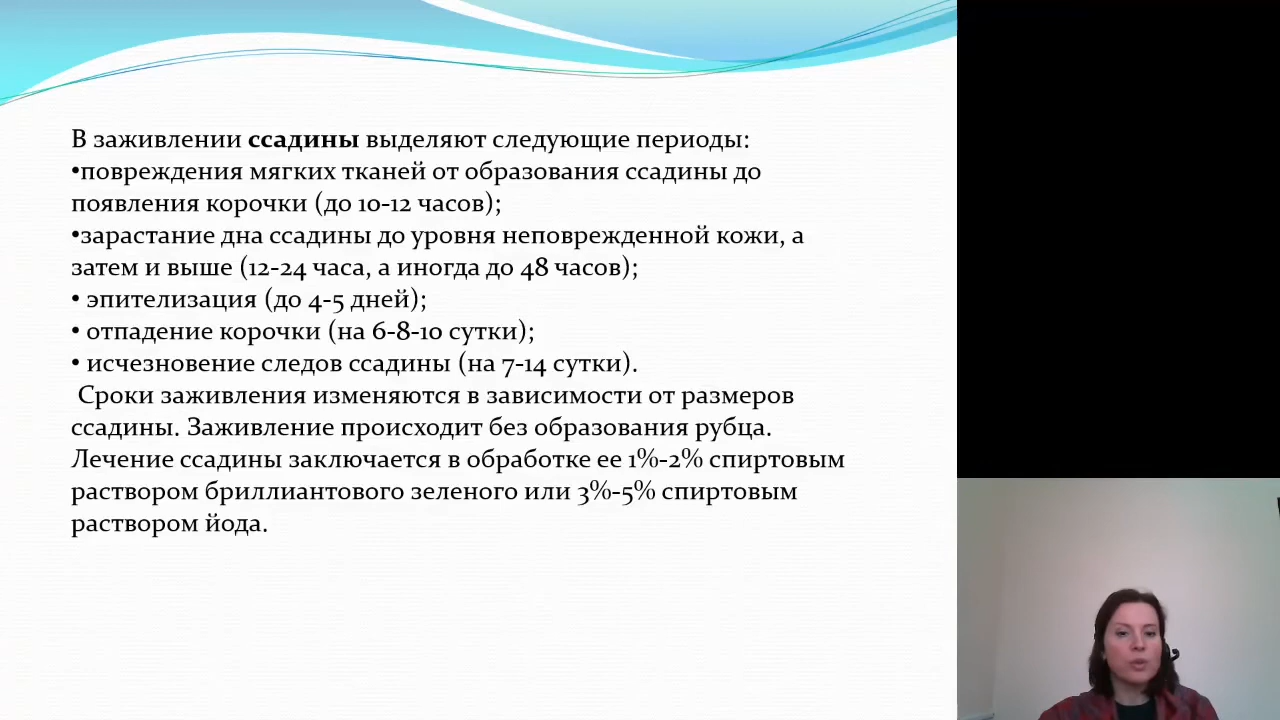 В заживлении ссадины выделяют следующие периоды:
•повреждения мягких тканей от образования ссадины до
появления корочки (до 10-12 часов);
•зарастание дна ссадины до уровня неповрежденной кожи, а
затем и выше (12-24 часа, а иногда до 48 часов);
• эпителизация (до 4-5 дней);
• отпадение корочки (на 6-8-10 сутки);
• исчезновение следов ссадины (на 7-14 сутки).
Сроки заживления изменяются в зависимости от размеров
ссадины. Заживление происходит без образования рубца.
Лечение ссадины заключается в обработке ее 1%-2% спиртовым
раствором бриллиантового зеленого или 3%-5% спиртовым
раствором йода.